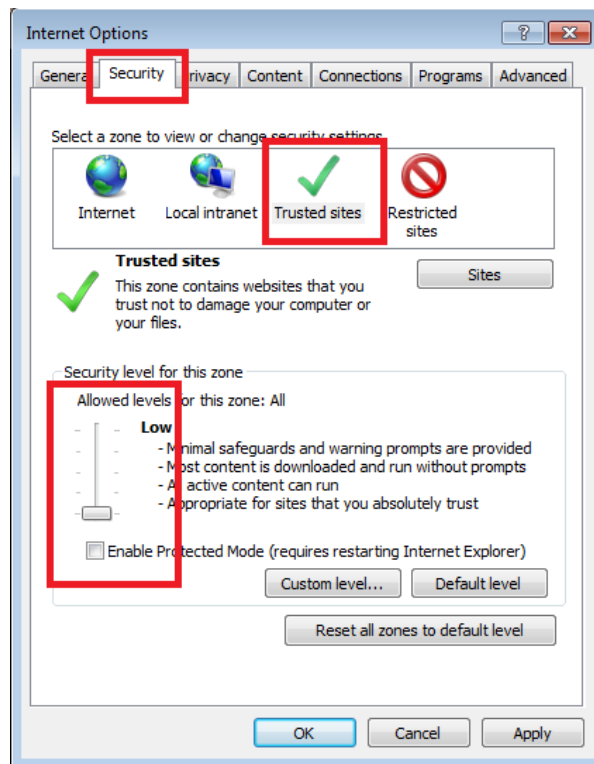 Internet Options
General Security Privacy Content Connections Programs Advanced
Select a zone to view or change security settings.
Internet Local intranet Trusted sites Restricted
sites
Trusted sites
This zone contains websites that you
trust not to damage your computer or
your files.
Sites
Security level for this zone
Allowed levels for this zone: All
Low
- Minimal safeguards and warning prompts are provided
- Most content is downloaded and run without prompts
- All active content can run
- Appropriate for sites that you absolutely trust
Enable Protected Mode (requires restarting Internet Explorer)
Custom level... Default level
Reset all zones to default level
OK Cancel Apply